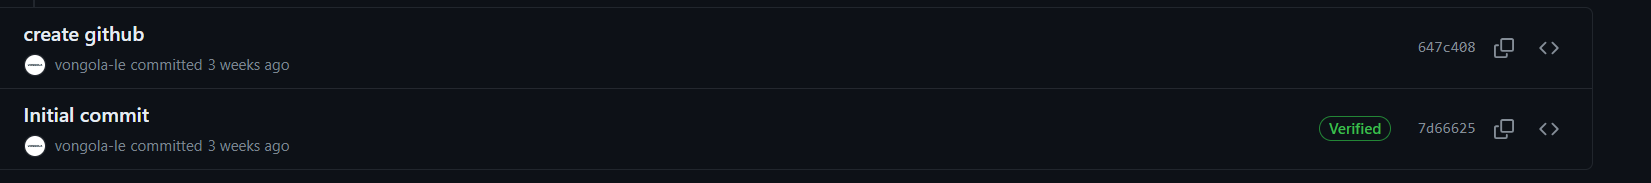 create github
vongola-le committed 3 weeks ago
647c408
Initial commit
vongola-le committed 3 weeks ago
Verified
7d66625